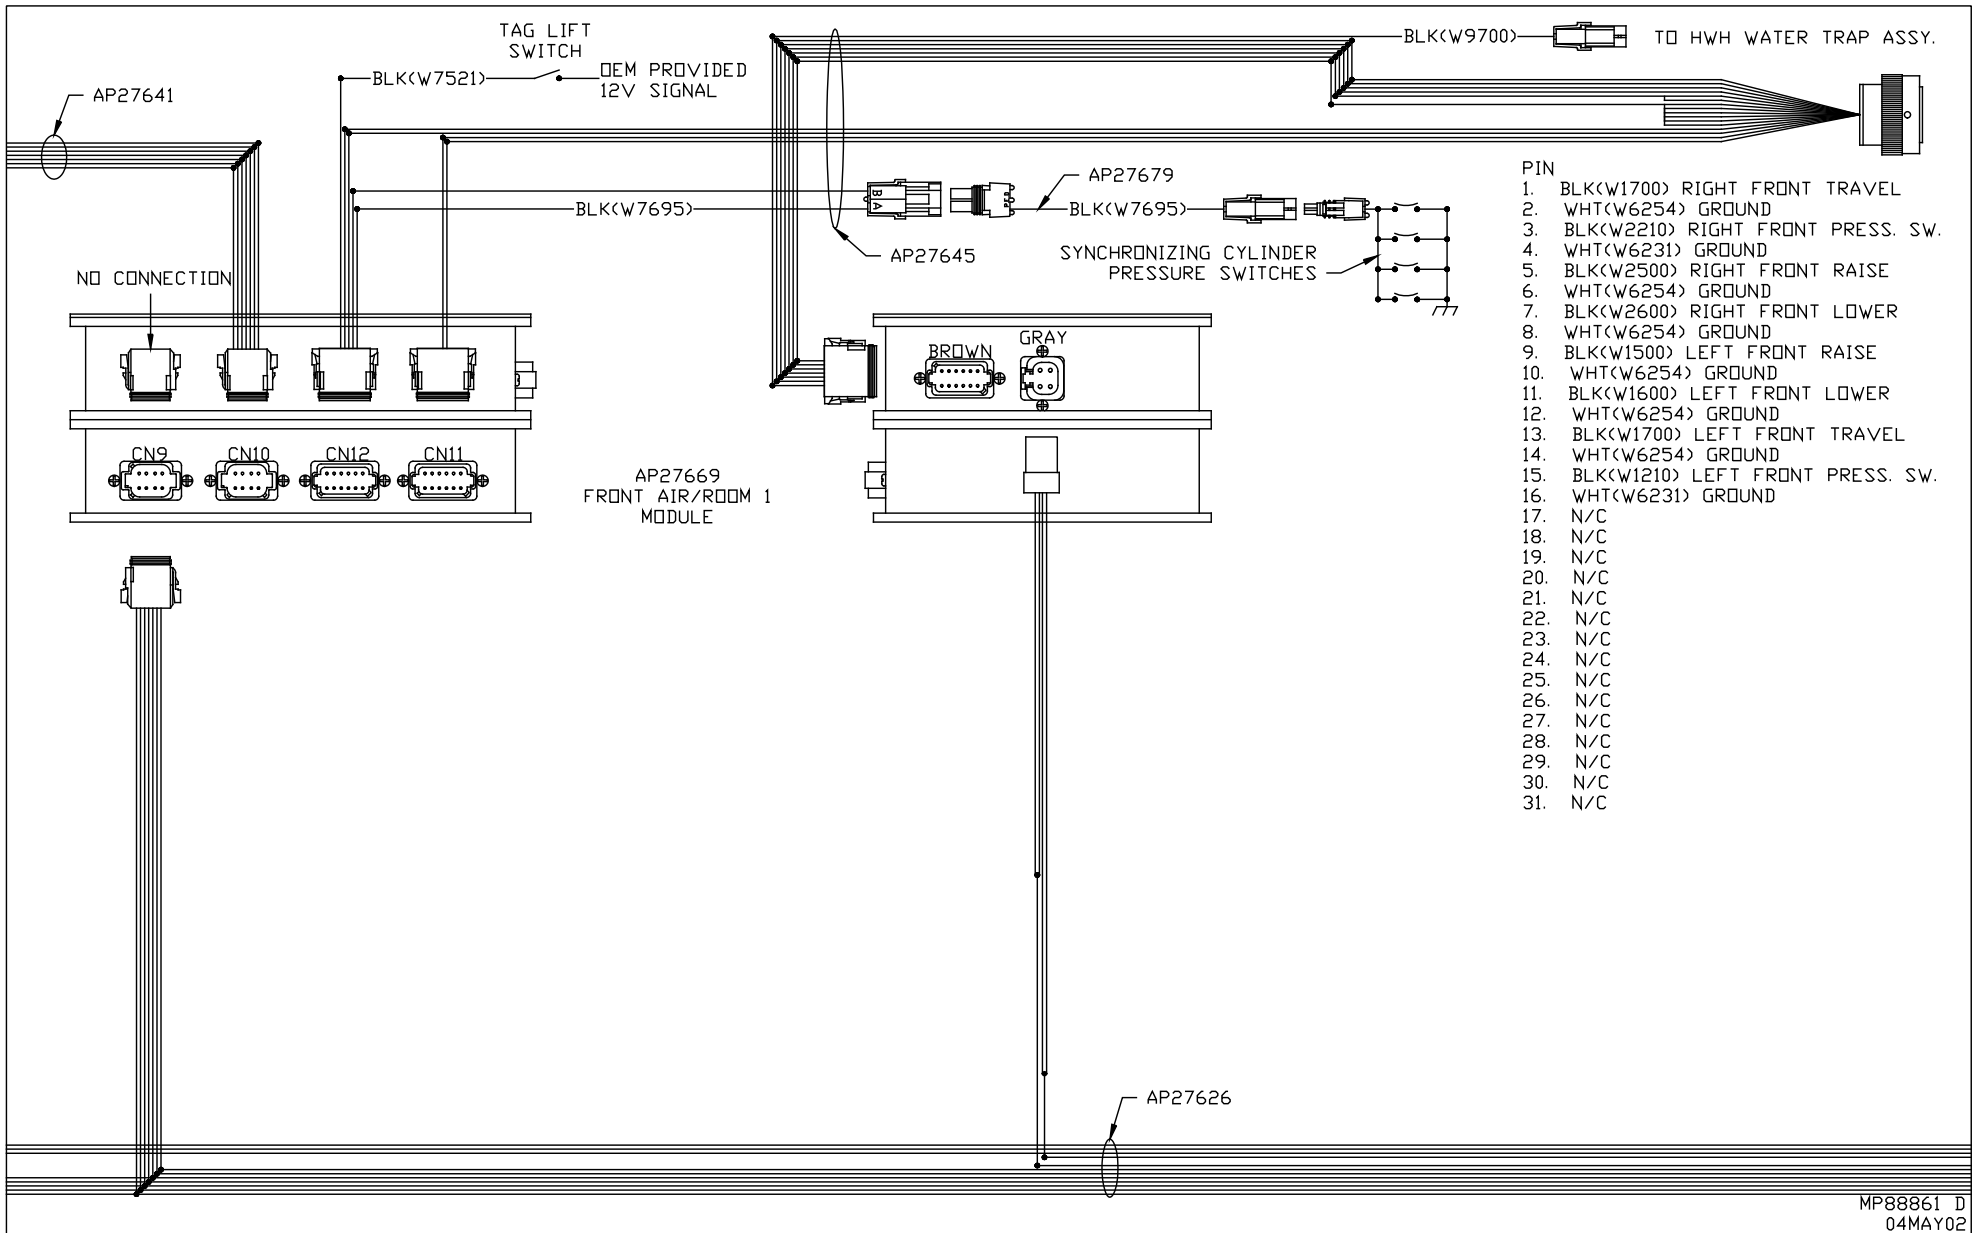 TAG LIFT
SWITCH
BLK(W9700)
TO HWH WATER TRAP ASSY.
BLK(W7521)
OEM PROVIDED
12V SIGNAL
AP27641
AP27679
B
A
BLK(W7695)
BLK(W7695)
AP27645
SYNCHRONIZING CYLINDER
PRESSURE SWITCHES
NO CONNECTION
BROWN
GRAY
CN9
CN10
CN12
CN11
AP27669
FRONT AIR/ROOM 1
MODULE
PIN
1. BLK(W1700) RIGHT FRONT TRAVEL
2. WHT(W6254) GROUND
3. BLK(W2210) RIGHT FRONT PRESS. SW.
4. WHT(W6231) GROUND
5. BLK(W2500) RIGHT FRONT RAISE
6. WHT(W6254) GROUND
7. BLK(W2600) RIGHT FRONT LOWER
8. WHT(W6254) GROUND
9. BLK(W1500) LEFT FRONT RAISE
10. WHT(W6254) GROUND
11. BLK(W1600) LEFT FRONT LOWER
12. WHT(W6254) GROUND
13. BLK(W1700) LEFT FRONT TRAVEL
14. WHT(W6254) GROUND
15. BLK(W1210) LEFT FRONT PRESS. SW.
16. WHT(W6231) GROUND
17. N/C
18. N/C
19. N/C
20. N/C
21. N/C
22. N/C
23. N/C
24. N/C
25. N/C
26. N/C
27. N/C
28. N/C
29. N/C
30. N/C
31. N/C
AP27626
MP88861 D
04MAY02